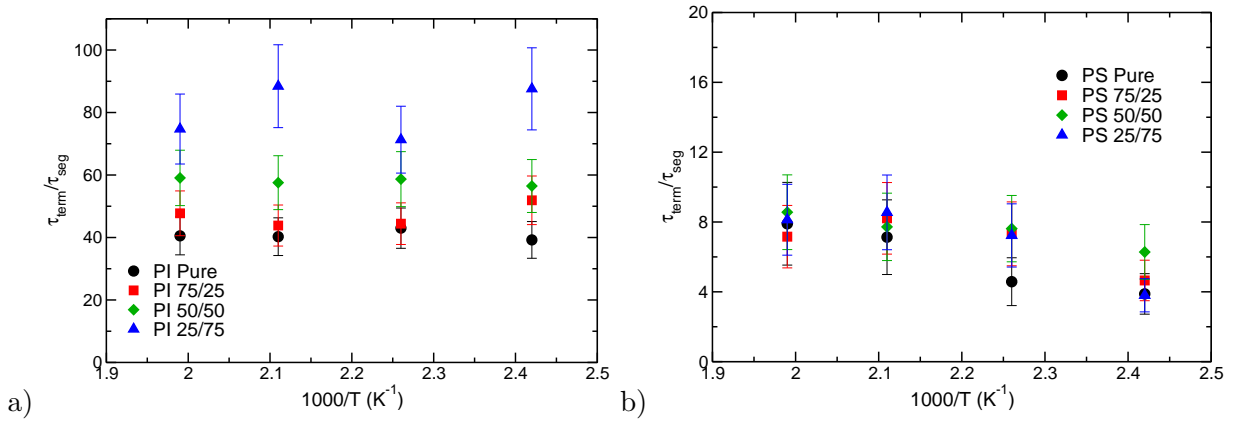 100
80
60
40
20
0
τterm/τseg
PI Pure
PI 75/25
PI 50/50
PI 25/75
1.9 2 2.1 2.2 2.3 2.4 2.5
1000/T (K⁻¹)
a)
20
16
12
8
4
0
τterm/τseg
PS Pure
PS 75/25
PS 50/50
PS 25/75
1.9 2 2.1 2.2 2.3 2.4 2.5
1000/T (K⁻¹)
b)